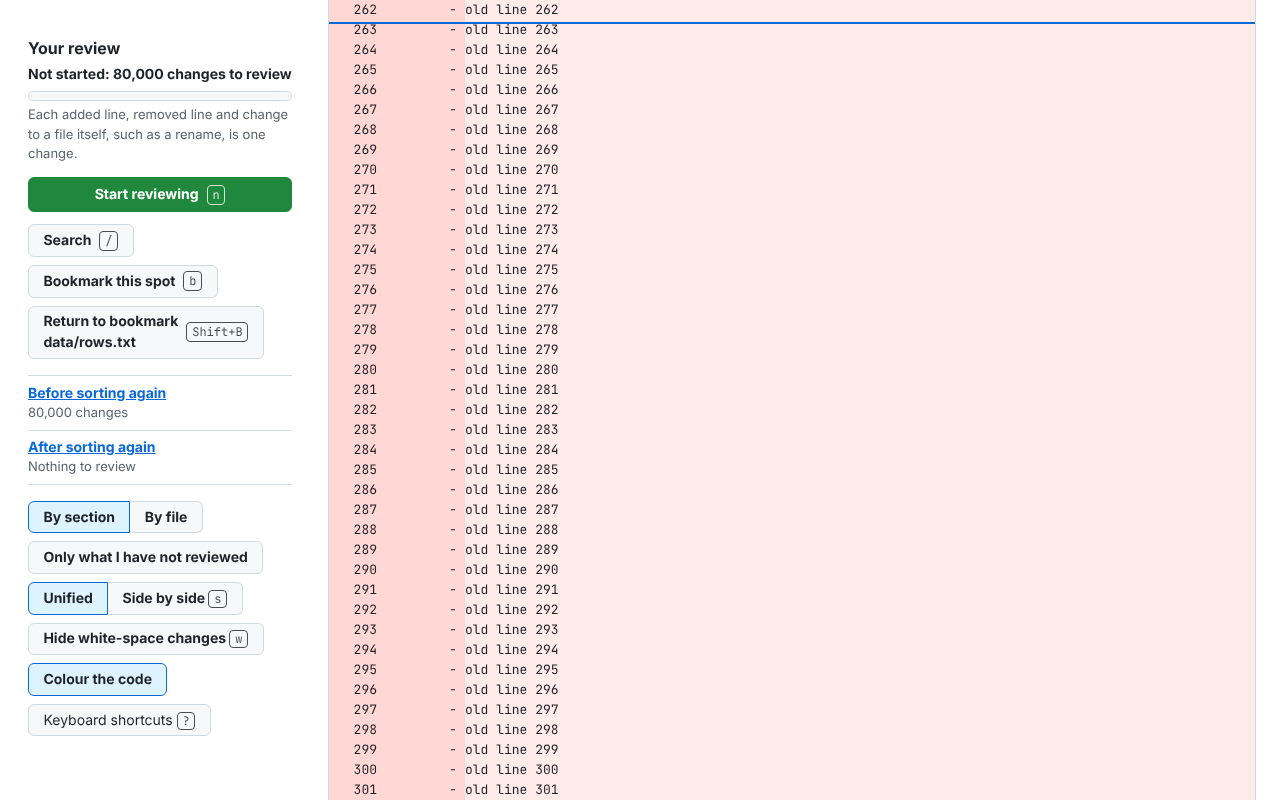 Your review
Not started: 80,000 changes to review
Each added line, removed line and change
to a file itself, such as a rename, is one
change.
Start reviewing n
Search /
Bookmark this spot b
Return to bookmark
data/rows.txt Shift+B
Before sorting again
80,000 changes
After sorting again
Nothing to review
By section By file
Only what I have not reviewed
Unified Side by side s
Hide white-space changes w
Colour the code
Keyboard shortcuts ?
262 - old line 262
263 - old line 263
264 - old line 264
265 - old line 265
266 - old line 266
267 - old line 267
268 - old line 268
269 - old line 269
270 - old line 270
271 - old line 271
272 - old line 272
273 - old line 273
274 - old line 274
275 - old line 275
276 - old line 276
277 - old line 277
278 - old line 278
279 - old line 279
280 - old line 280
281 - old line 281
282 - old line 282
283 - old line 283
284 - old line 284
285 - old line 285
286 - old line 286
287 - old line 287
288 - old line 288
289 - old line 289
290 - old line 290
291 - old line 291
292 - old line 292
293 - old line 293
294 - old line 294
295 - old line 295
296 - old line 296
297 - old line 297
298 - old line 298
299 - old line 299
300 - old line 300
301 - old line 301